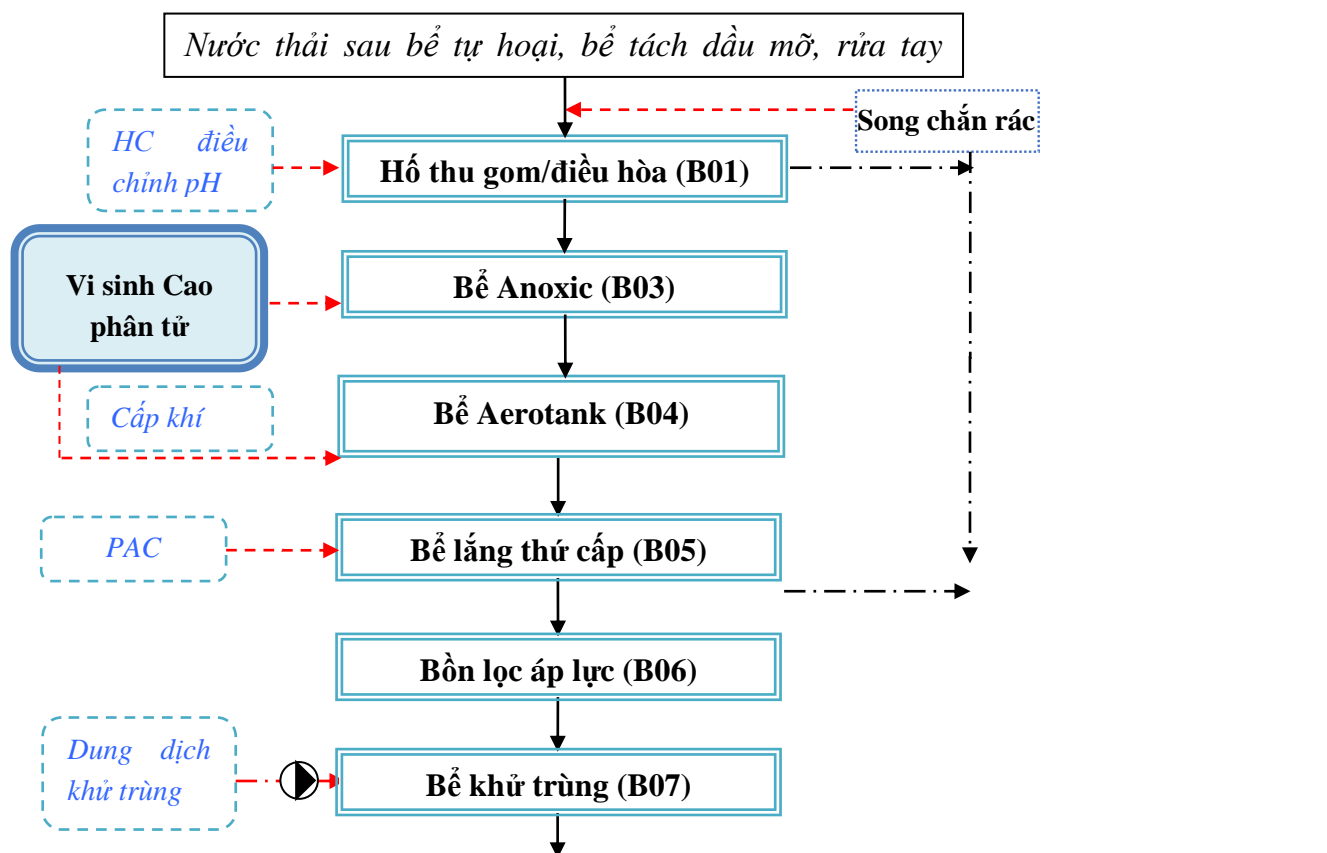 Nước thải sau bể tự hoại, bể tách dầu mỡ, rửa tay
Song chắn rác
HC điều
chỉnh pH
Hố thu gom/điều hòa (B01)
Vi sinh Cao
phân tử
Bể Anoxic (B03)
Cấp khí
Bể Aerotank (B04)
PAC
Bể lắng thứ cấp (B05)
Bồn lọc áp lực (B06)
Dung dịch
khử trùng
Bể khử trùng (B07)